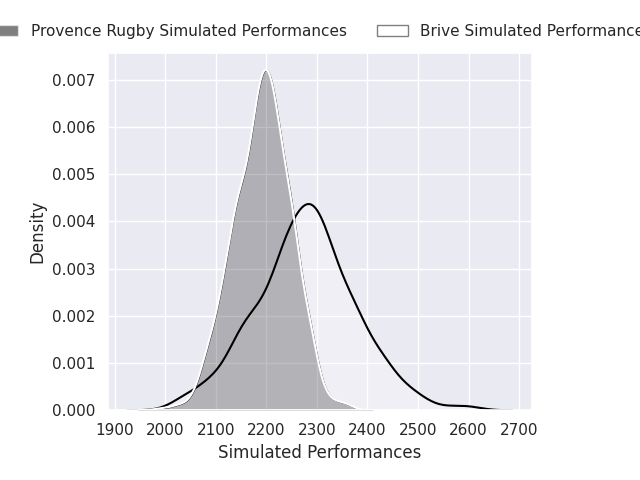 Provence Rugby Simulated Performances
Brive Simulated Performance
0.007
0.006
0.005
0.004
0.003
0.002
0.001
0.000
Density
1900 2000 2100 2200 2300 2400 2500 2600 2700
Simulated Performances